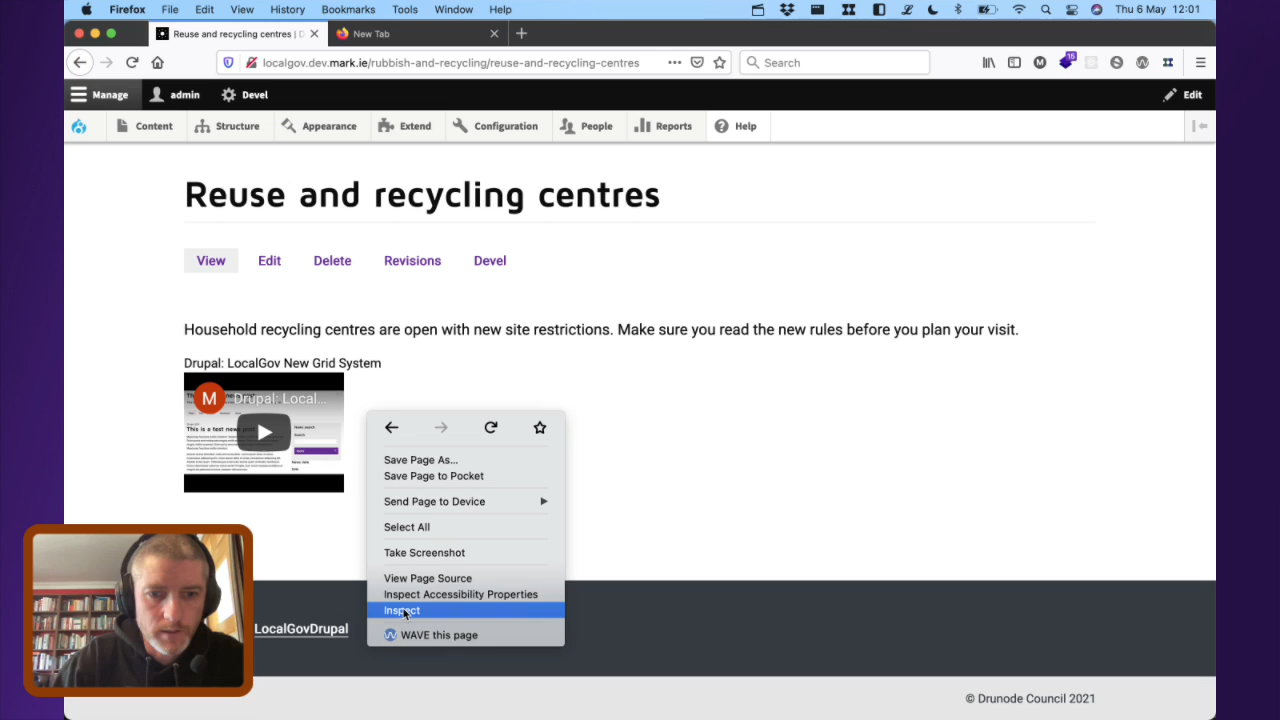 Firefox File Edit View History Bookmarks Tools Window Help Thu 6 May 12:01
Reuse and recycling centres | D New Tab
localgov.dev.mark.ie/rubbish-and-recycling/reuse-and-recycling-centres Search
Manage admin Devel Edit
Content Structure Appearance Extend Configuration People Reports Help
Reuse and recycling centres
View Edit Delete Revisions Devel
Household recycling centres are open with new site restrictions. Make sure you read the new rules before you plan your visit.
Drupal: LocalGov New Grid System
M Drupal: Local...
This is a test news post
Save Page As...
Save Page to Pocket
Send Page to Device
Select All
Take Screenshot
View Page Source
Inspect Accessibility Properties
Inspect
WAVE this page
LocalGovDrupal
© Drunode Council 2021